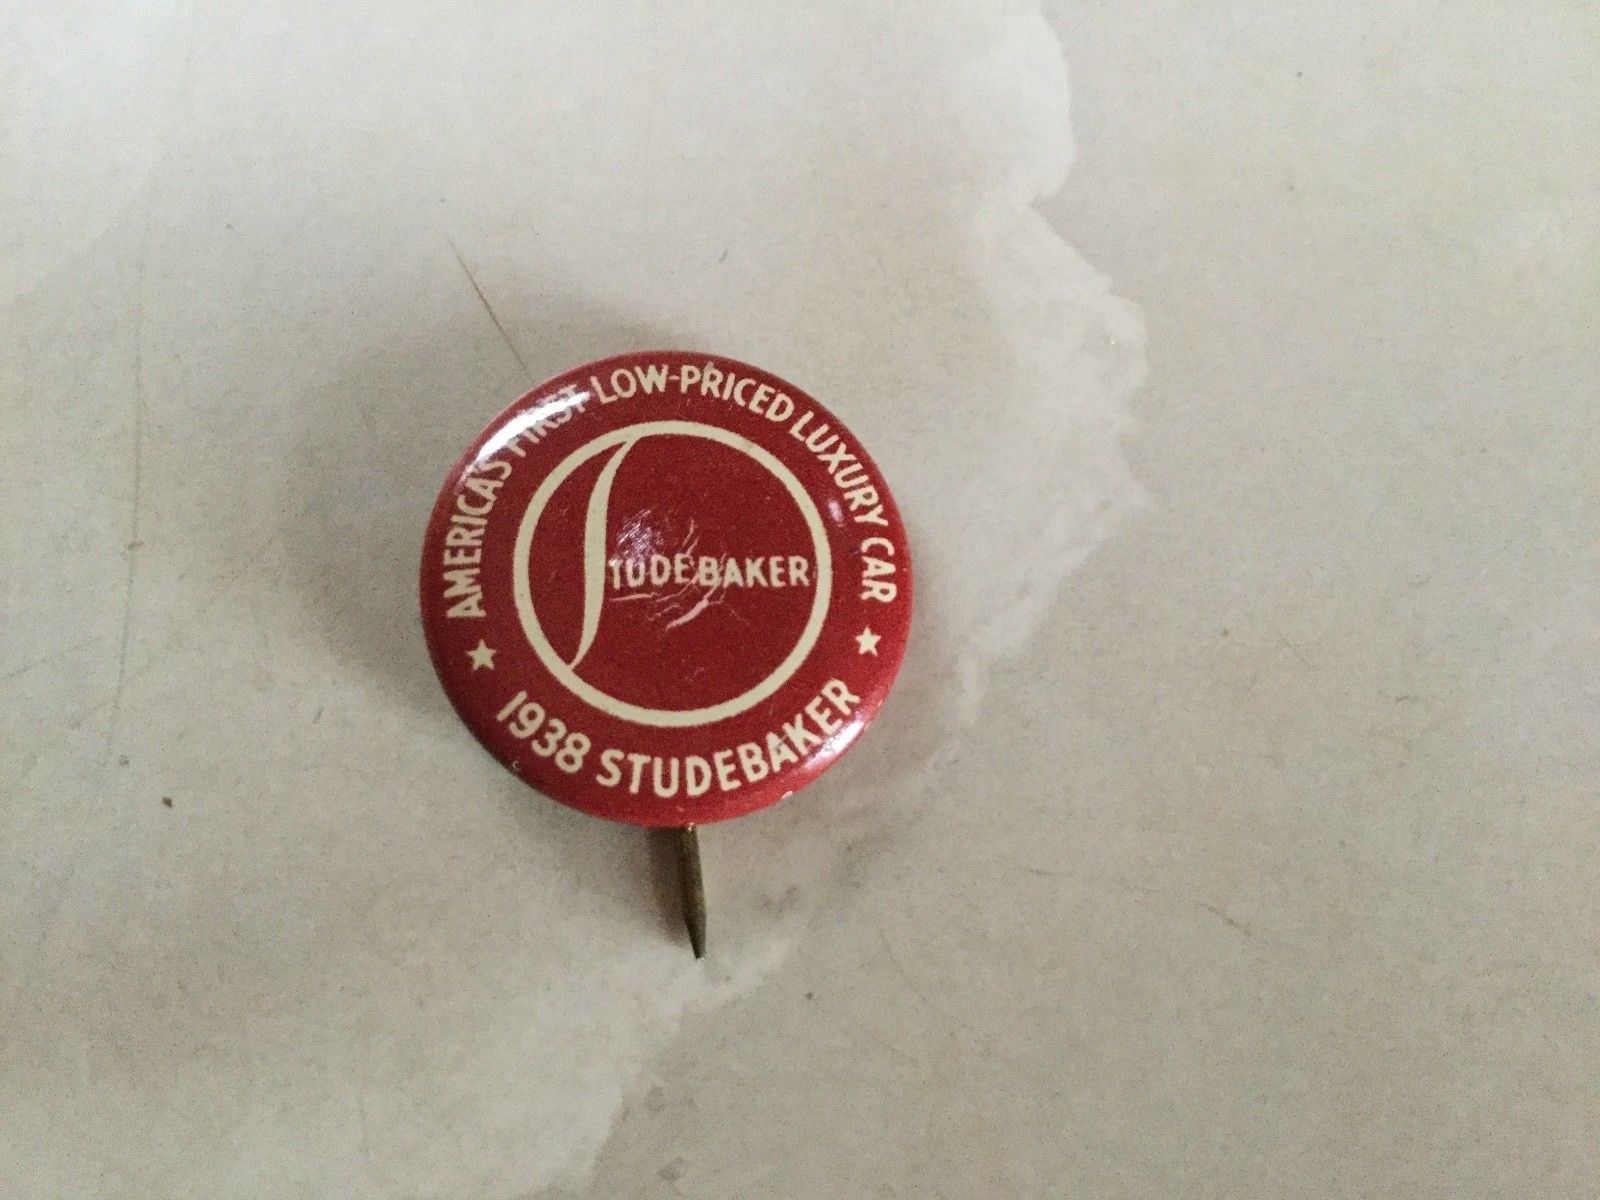 AMERICA'S FIRST LOW-PRICED LUXURY CAR
STUDEBAKER
1938 STUDEBAKER